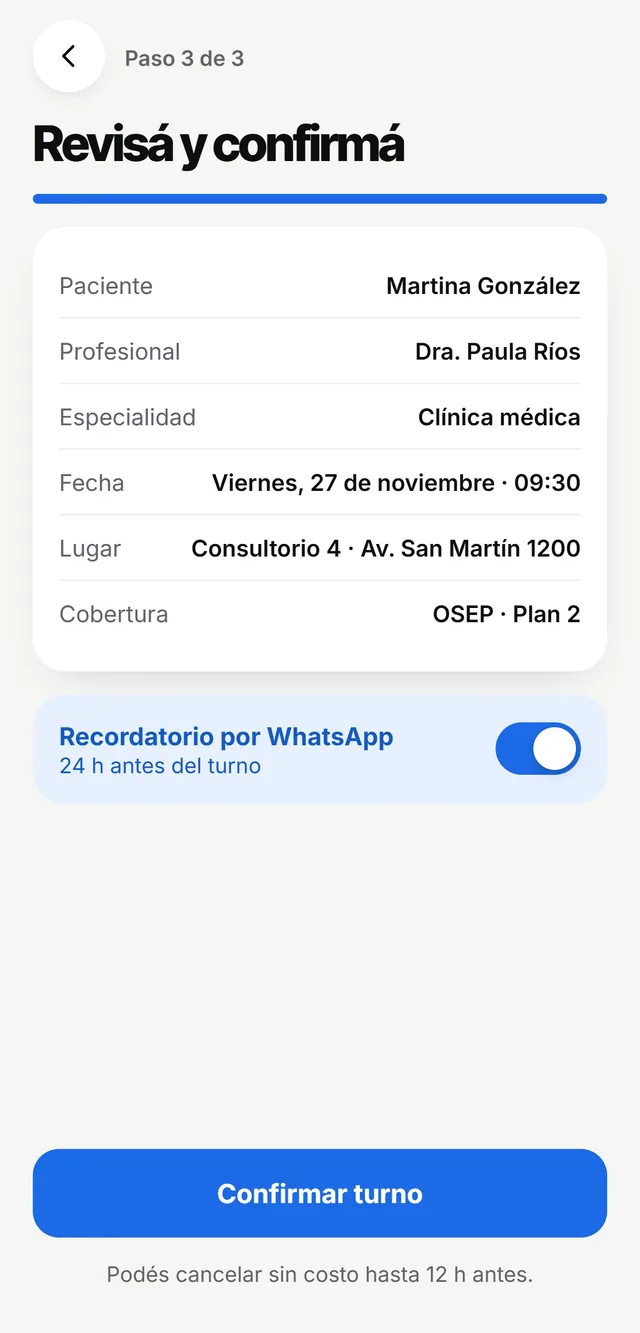 Paso 3 de 3
Revisá y confirmá
Paciente Martina González
Profesional Dra. Paula Ríos
Especialidad Clínica médica
Fecha Viernes, 27 de noviembre · 09:30
Lugar Consultorio 4 · Av. San Martín 1200
Cobertura OSEP · Plan 2
Recordatorio por WhatsApp
24 h antes del turno
Confirmar turno
Podés cancelar sin costo hasta 12 h antes.